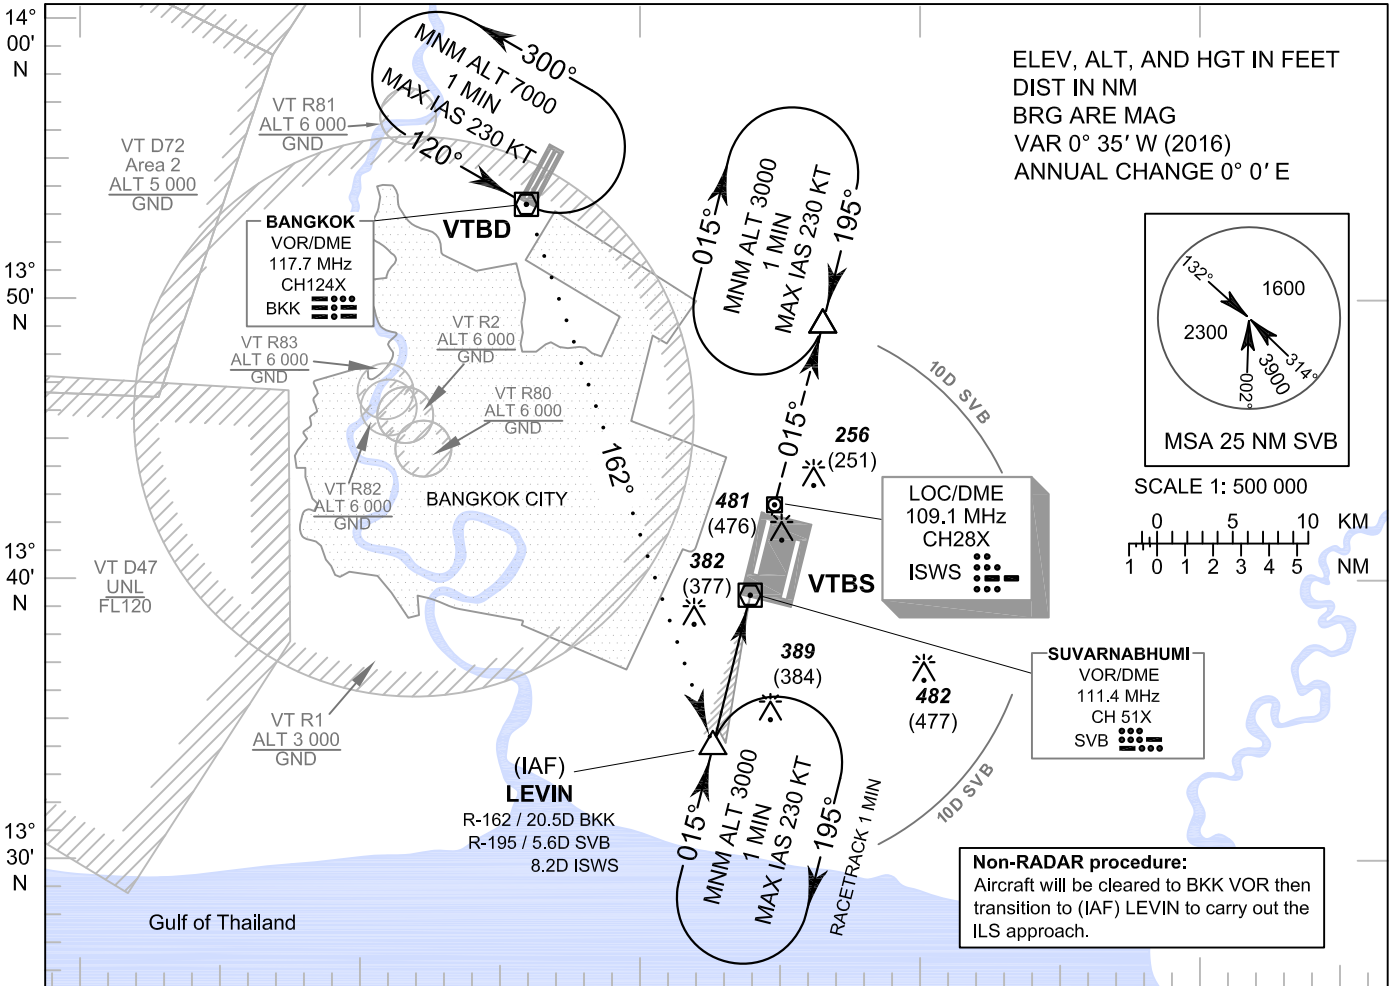 14°
00'
N
13°
50'
N
13°
40'
N
13°
30'
N
ELEV, ALT, AND HGT IN FEET
DIST IN NM
BRG ARE MAG
VAR 0° 35' W (2016)
ANNUAL CHANGE 0° 0' E
300°
MNM ALT 7000
1 MIN
MAX IAS 230 KT
120°
VT R81
ALT 6 000
GND
VT D72
Area 2
ALT 5 000
GND
BANGKOK
VOR/DME
117.7 MHz
CH124X
BKK
VTBD
015°
MNM ALT 3000
1 MIN
MAX IAS 230 KT
195°
132°
1600
2300
3900
314°
002°
MSA 25 NM SVB
VT R83
ALT 6 000
GND
VT R2
ALT 6 000
GND
VT R80
ALT 6 000
GND
VT R82
ALT 6 000
GND
BANGKOK CITY
162°
015°
10D SVB
256
(251)
481
(476)
382
(377)
VTBS
LOC/DME
109.1 MHz
CH28X
ISWS
SCALE 1: 500 000
0 5 10 KM
1 0 1 2 3 4 5 NM
VT D47
UNL
FL120
389
(384)
482
(477)
SUVARNABHUMI
VOR/DME
111.4 MHz
CH 51X
SVB
VT R1
ALT 3 000
GND
(IAF)
LEVIN
R-162 / 20.5D BKK
R-195 / 5.6D SVB
8.2D ISWS
015°
MNM ALT 3000
1 MIN
MAX IAS 230 KT
195°
RACETRACK 1 MIN
10D SVB
Non-RADAR procedure:
Aircraft will be cleared to BKK VOR then
transition to (IAF) LEVIN to carry out the
ILS approach.
Gulf of Thailand